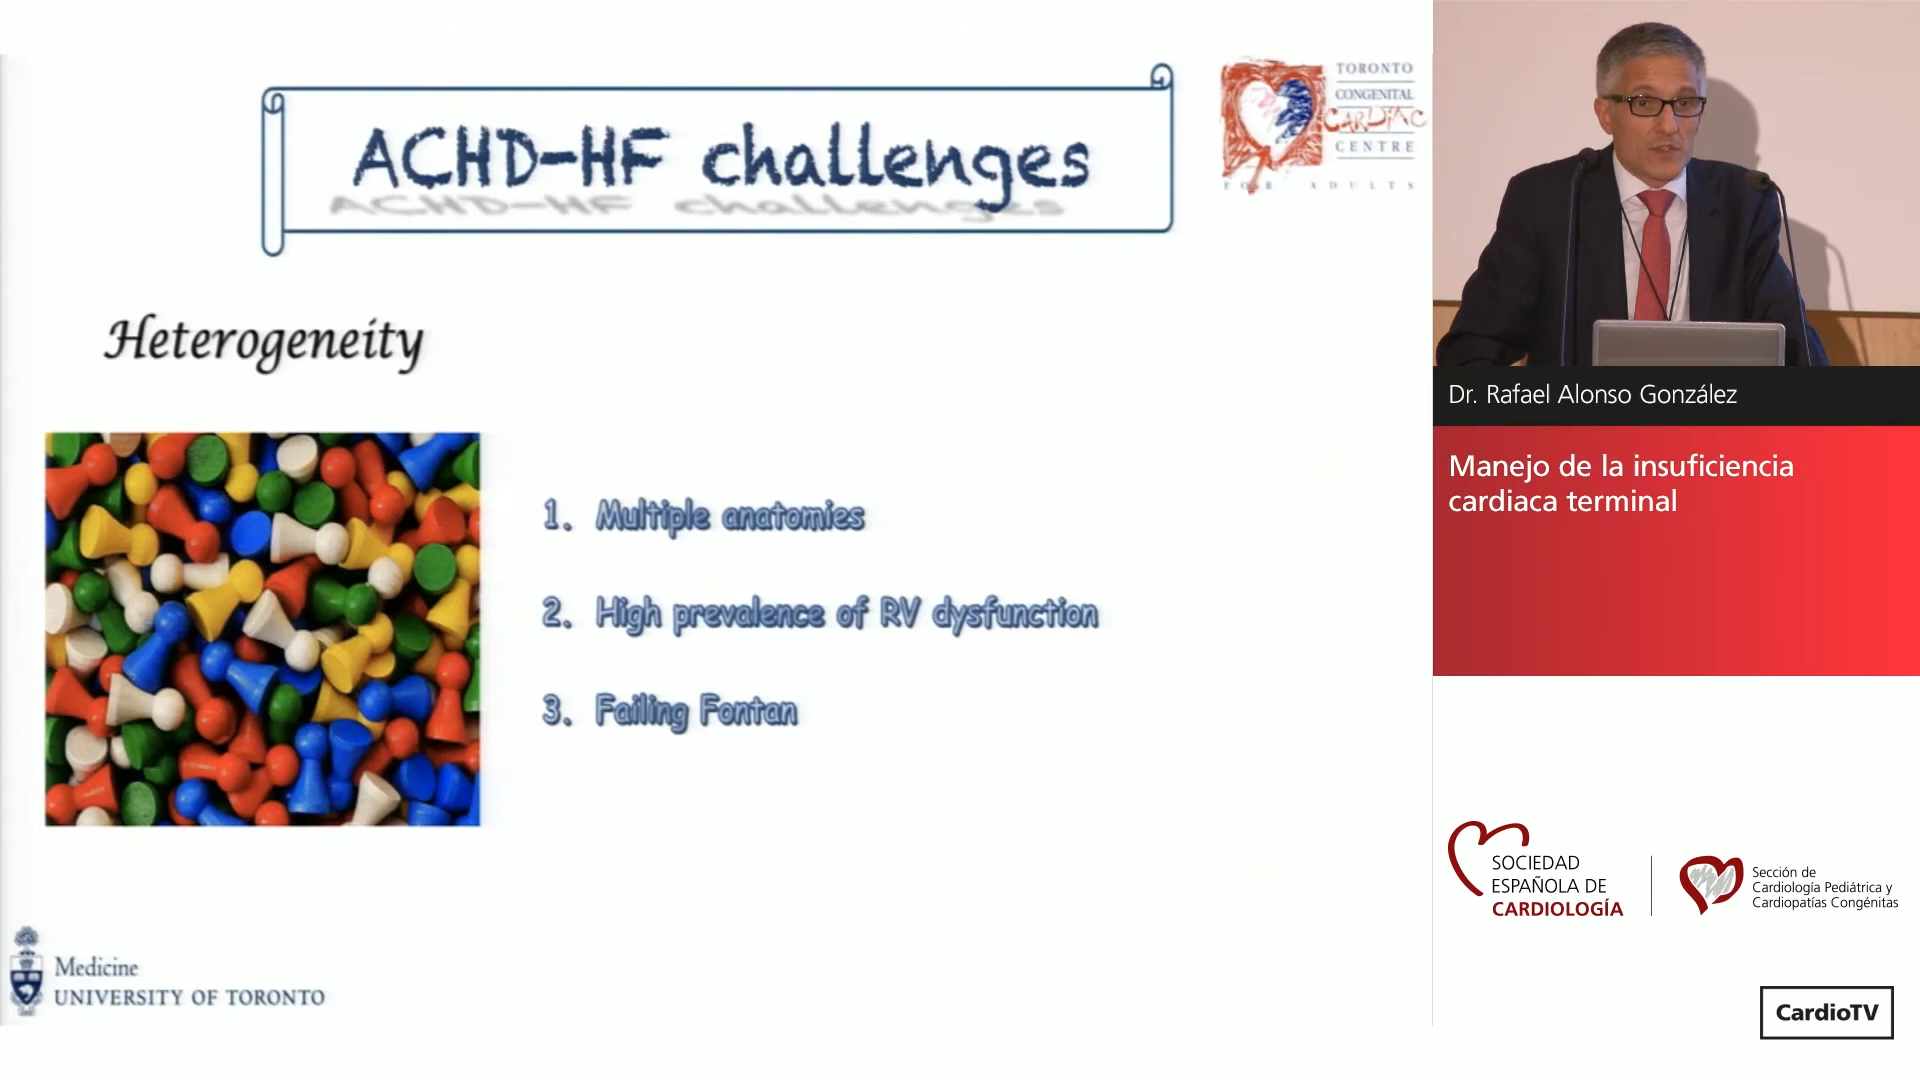 ACHD-HF challenges
TORONTO
CONGENITAL
CARDIAC
CENTRE
FOR ADULTS
Heterogeneity
1. Multiple anatomies
2. High prevalence of RV dysfunction
3. Failing Fontan
Medicine
UNIVERSITY OF TORONTO
Dr. Rafael Alonso González
Manejo de la insuficiencia
cardiaca terminal
SOCIEDAD
ESPAÑOLA DE
CARDIOLOGÍA
Sección de
Cardiología Pediátrica y
Cardiopatías Congénitas
CardioTV